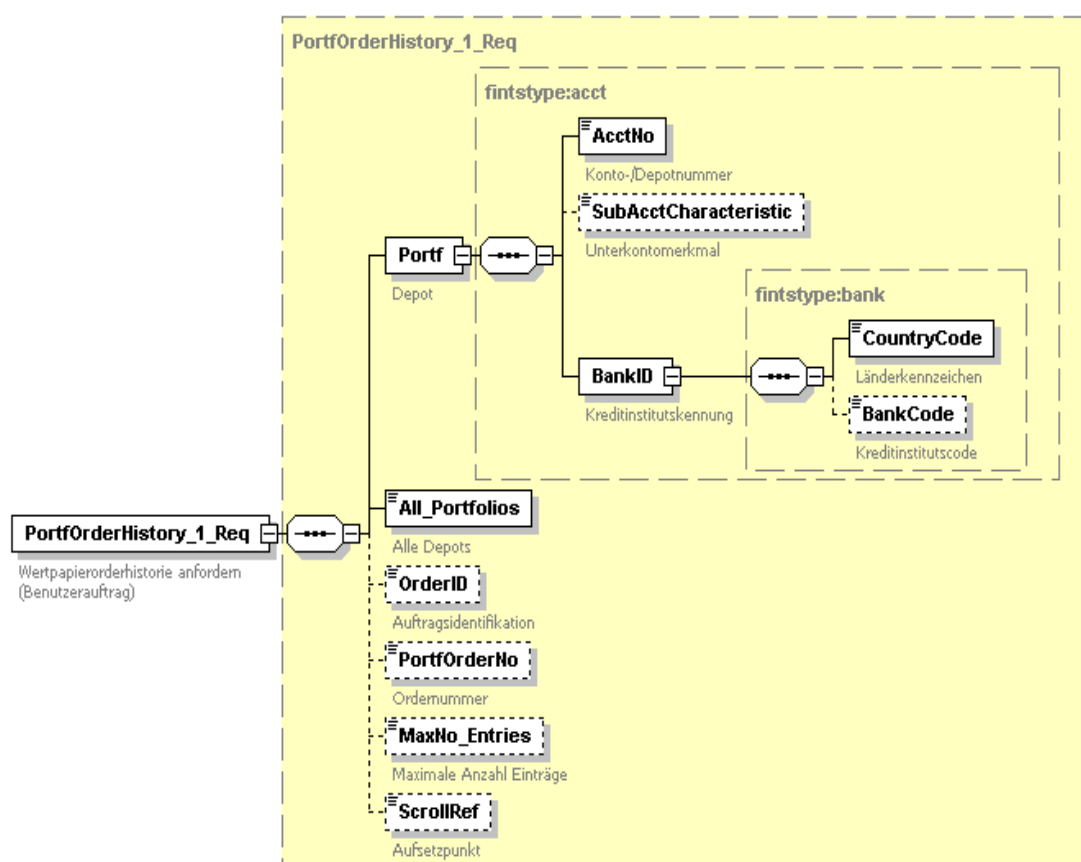 PortfOrderHistory_1_Req
fintstype:acct
AcctNo
Konto-/Depotnummer
SubAcctCharacteristic
Unterkontomerkmal
Portf
Depot
fintstype:bank
CountryCode
Länderkennzeichen
BankID
Kreditinstitutskennung
BankCode
Kreditinstitutscode
All_Portfolios
Alle Depots
PortfOrderHistory_1_Req
Wertpapierorderhistorie anfordern
(Benutzerauftrag)
OrderID
Auftragsidentifikation
PortfOrderNo
Ordernummer
MaxNo_Entries
Maximale Anzahl Einträge
ScrollRef
Aufsetzpunkt